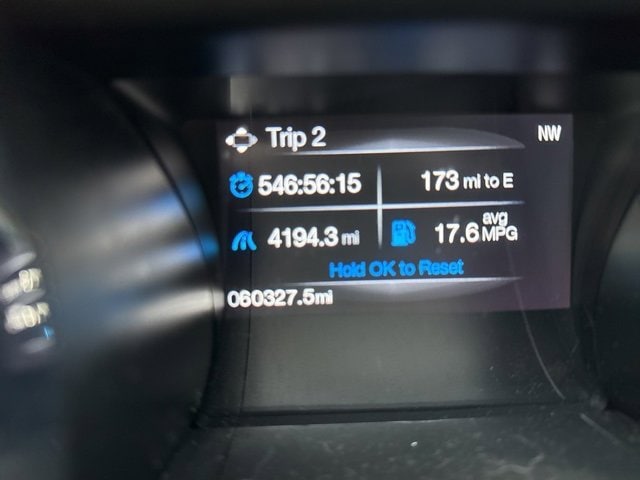 Trip 2 NW
546:56:15 173 mi to E
4194.3 mi 17.6 avg MPG
Hold OK to Reset
060327.5mi